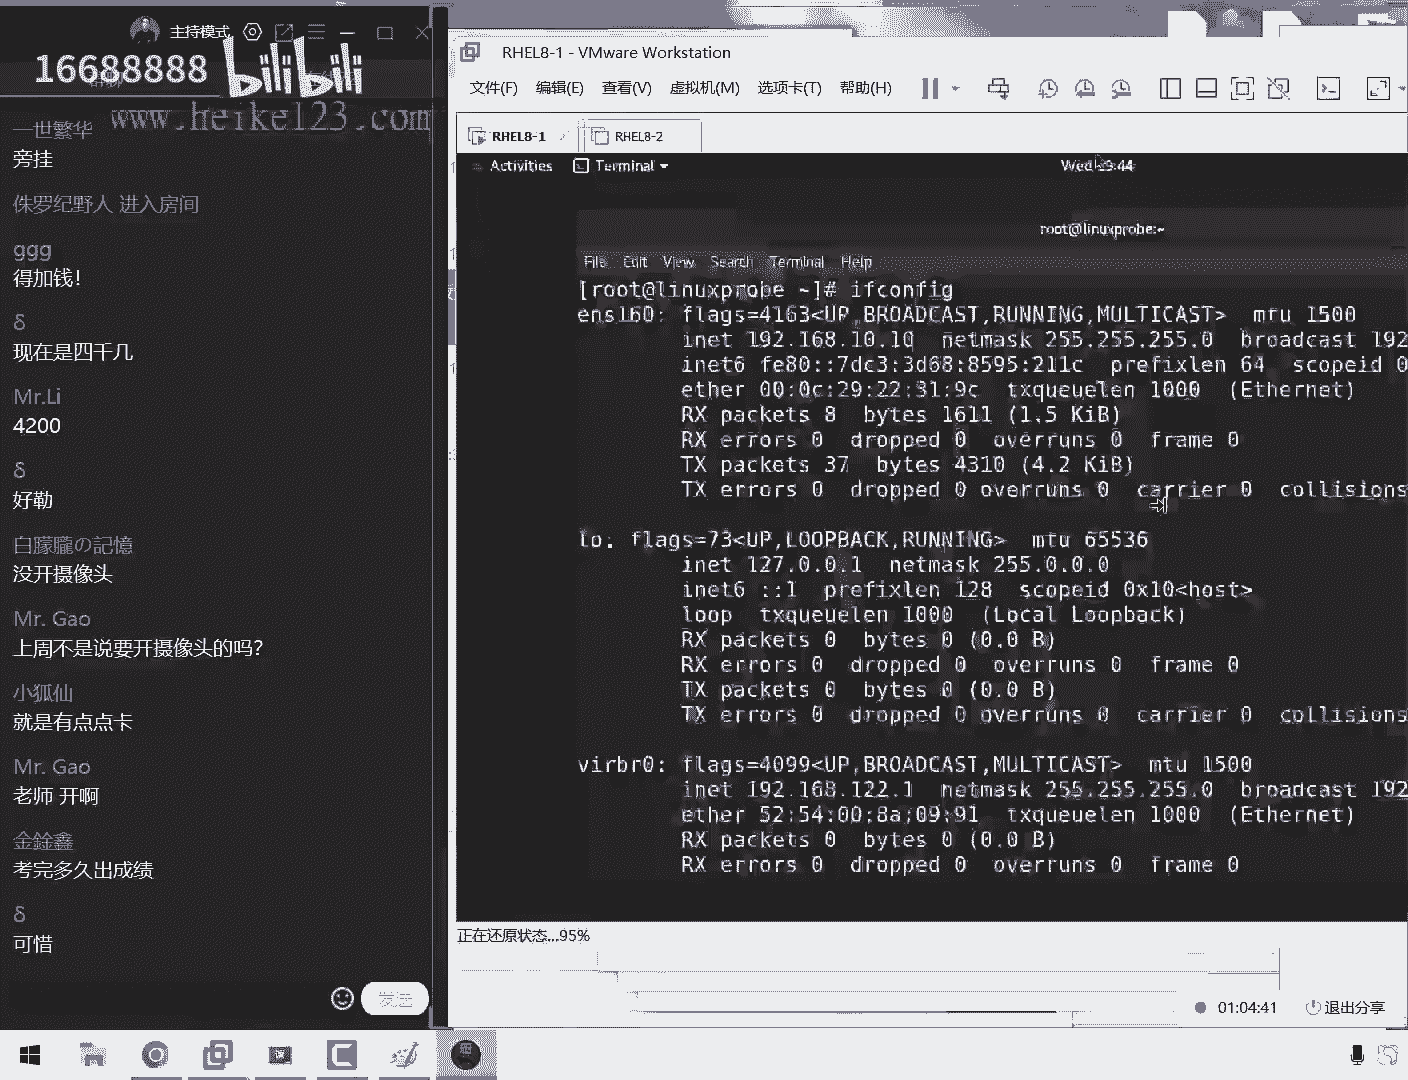 主持模式
16688888 bilibili
www.heike123.com
一世繁华
旁挂
侏罗纪野人 进入房间
ggg
得加钱!
δ
现在是四千几
Mr.Li
4200
δ
好勒
白朦朧の記憶
没开摄像头
Mr. Gao
上周不是说要开摄像头的吗?
小狐仙
就是有点点卡
Mr. Gao
老师 开啊
金銓鑫
考完多久出成绩
δ
可惜
发送
RHEL8-1 - VMware Workstation
文件(F) 编辑(E) 查看(V) 虚拟机(M) 选项卡(T) 帮助(H)
RHEL8-1 RHEL8-2
Activities Terminal
root@linuxprobe:~
File Edit View Search Terminal Help
[root@linuxprobe ~]# ifconfig
ens160: flags=4163<UP,BROADCAST,RUNNING,MULTICAST> mtu 1500
inet 192.168.10.10 netmask 255.255.255.0 broadcast 192
inet6 fe80::7dc3:3d68:8595:211c prefixlen 64 scopeid 0
ether 00:0c:29:22:31:9c txqueuelen 1000 (Ethernet)
RX packets 8 bytes 1611 (1.5 KiB)
RX errors 0 dropped 0 overruns 0 frame 0
TX packets 37 bytes 4310 (4.2 KiB)
TX errors 0 dropped 0 overruns 0 carrier 0 collisions
lo: flags=73<UP,LOOPBACK,RUNNING> mtu 65536
inet 127.0.0.1 netmask 255.0.0.0
inet6 ::1 prefixlen 128 scopeid 0x10<host>
loop txqueuelen 1000 (Local Loopback)
RX packets 0 bytes 0 (0.0 B)
RX errors 0 dropped 0 overruns 0 frame 0
TX packets 0 bytes 0 (0.0 B)
TX errors 0 dropped 0 overruns 0 carrier 0 collisions
virbr0: flags=4099<UP,BROADCAST,MULTICAST> mtu 1500
inet 192.168.122.1 netmask 255.255.255.0 broadcast 192
ether 52:54:00:8a:09:91 txqueuelen 1000 (Ethernet)
RX packets 0 bytes 0 (0.0 B)
RX errors 0 dropped 0 overruns 0 frame 0
正在还原状态...95%
01:04:41 退出分享